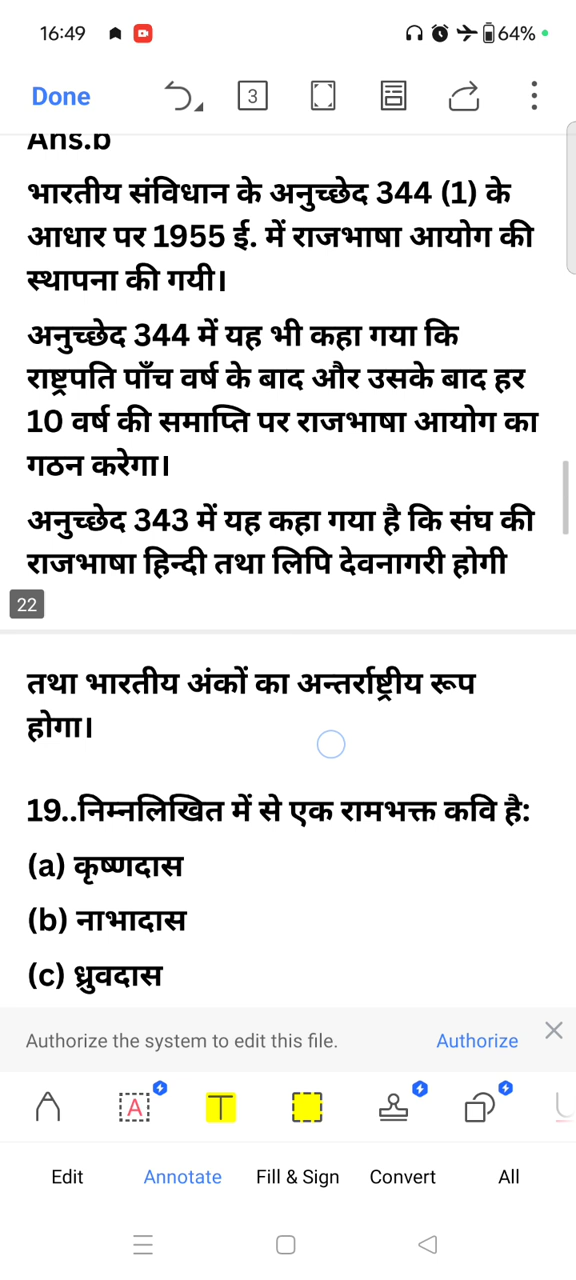 16:49
64%
Done
3
Ans.b
भारतीय संविधान के अनुच्छेद 344 (1) के
आधार पर 1955 ई. में राजभाषा आयोग की
स्थापना की गयी।
अनुच्छेद 344 में यह भी कहा गया कि
राष्ट्रपति पाँच वर्ष के बाद और उसके बाद हर
10 वर्ष की समाप्ति पर राजभाषा आयोग का
गठन करेगा।
अनुच्छेद 343 में यह कहा गया है कि संघ की
राजभाषा हिन्दी तथा लिपि देवनागरी होगी
22
तथा भारतीय अंकों का अन्तर्राष्ट्रीय रूप
होगा।
19..निम्नलिखित में से एक रामभक्त कवि है:
(a) कृष्णदास
(b) नाभादास
(c) ध्रुवदास
Authorize the system to edit this file.
Authorize
A
T
Edit
Annotate
Fill & Sign
Convert
All